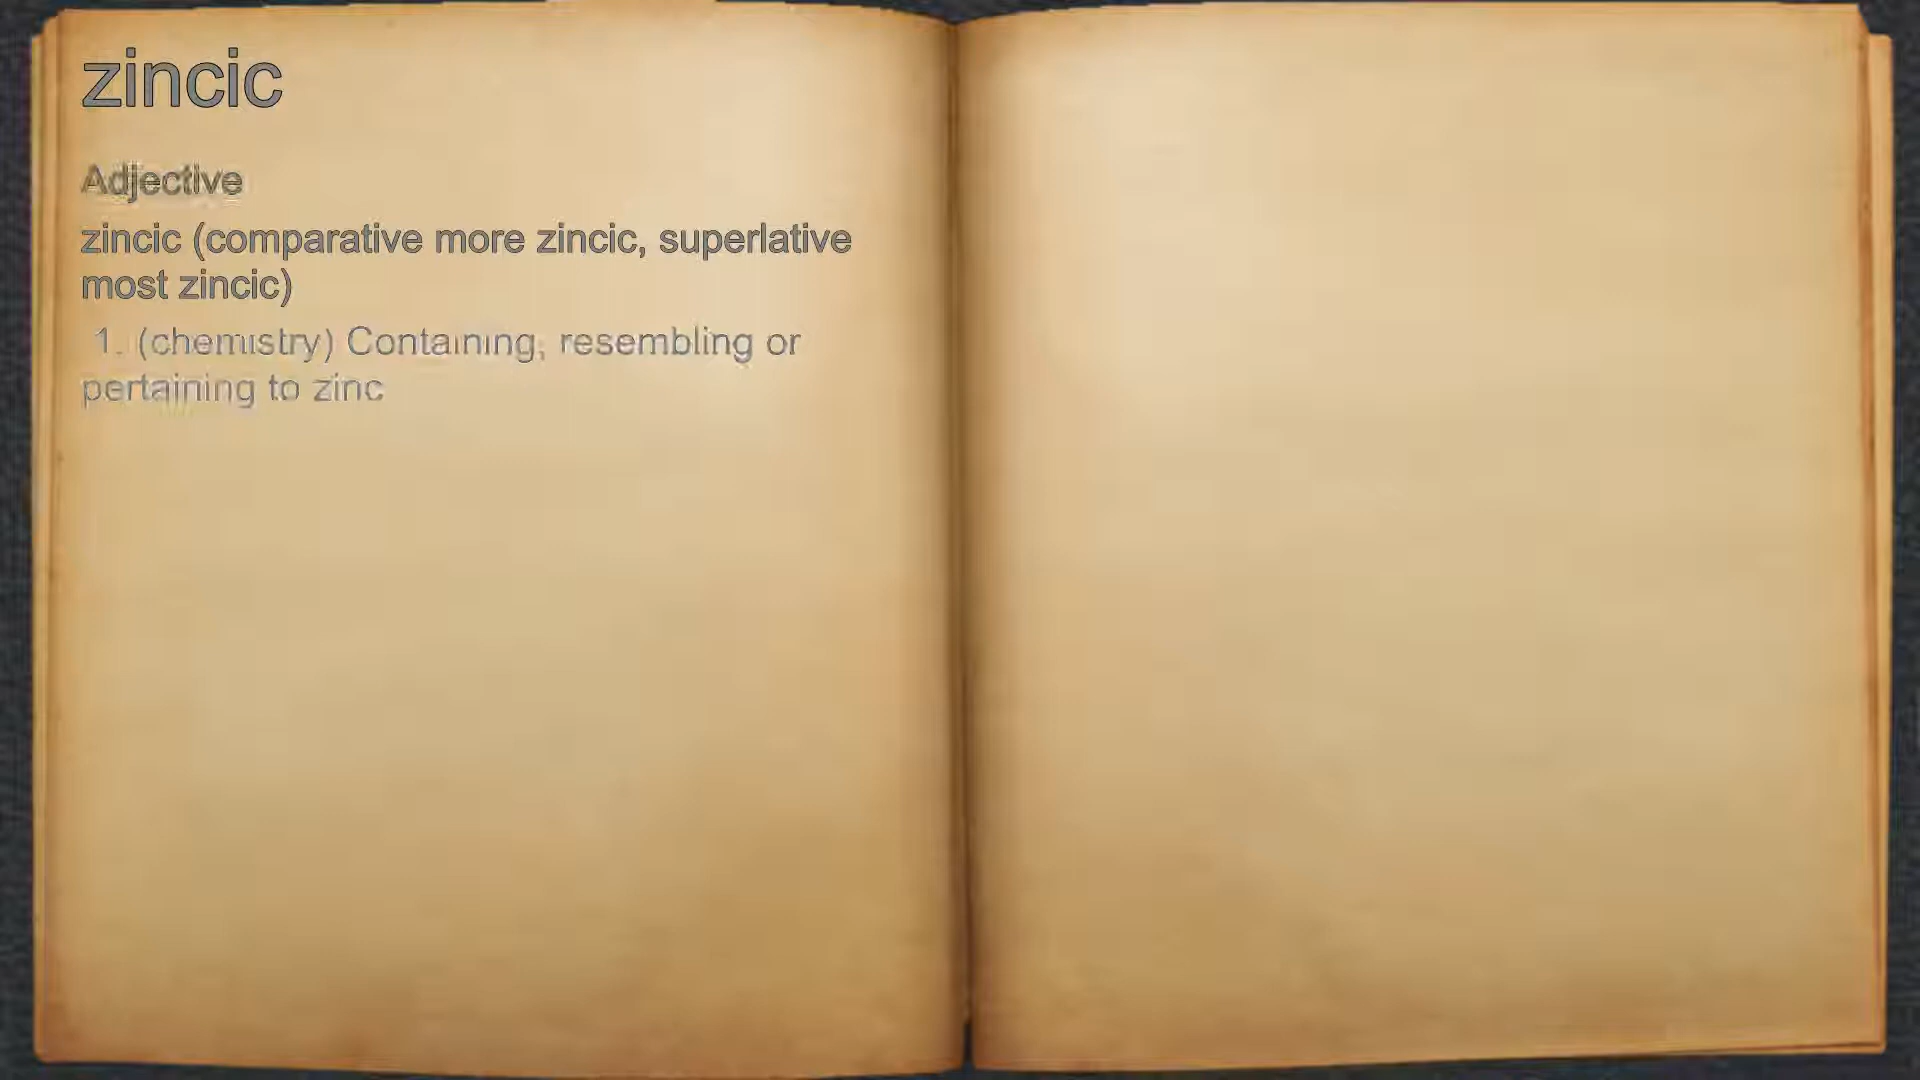 zincic
Adjective
zincic (comparative more zincic, superlative
most zincic)
1. (chemistry) Containing, resembling or
pertaining to zinc